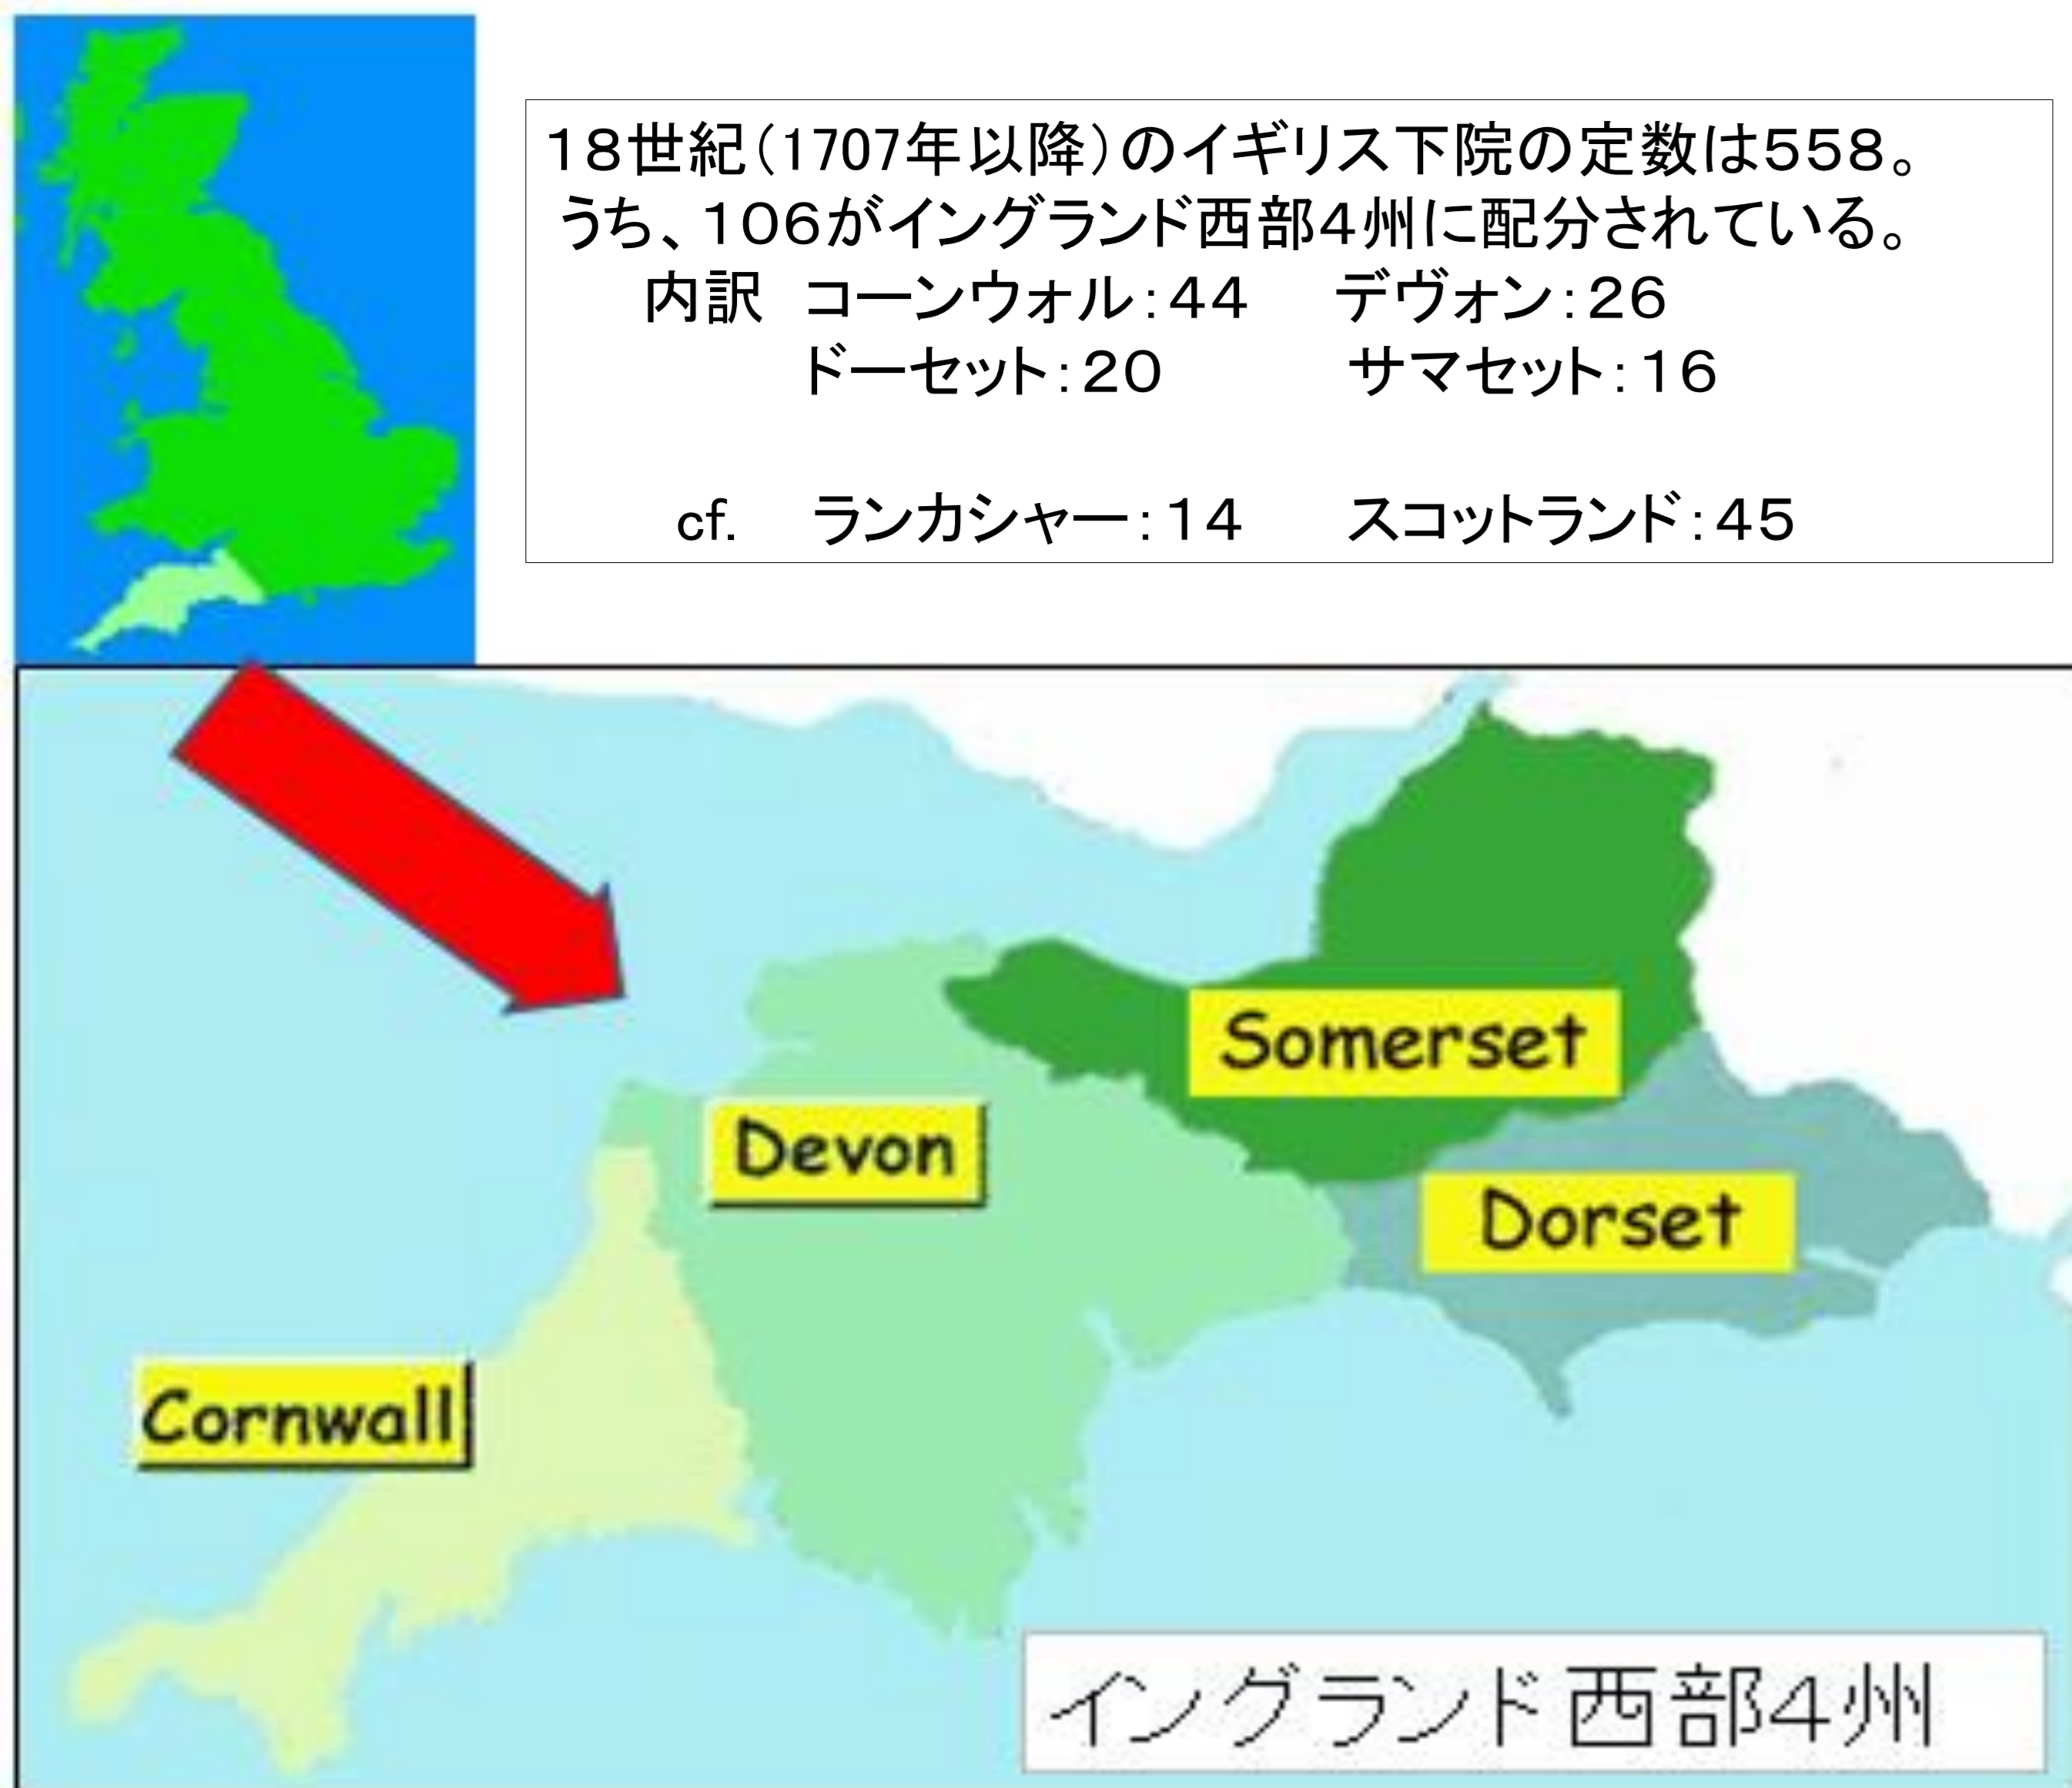 18世紀(1707年以降)のイギリス下院の定数は558。
うち、106がイングランド西部4州に配分されている。
内訳 コーンウォル:44 デヴォン:26
ドーセット:20 サマセット:16
cf. ランカシャー:14 スコットランド:45
Somerset
Devon
Dorset
Cornwall
イングランド西部4州